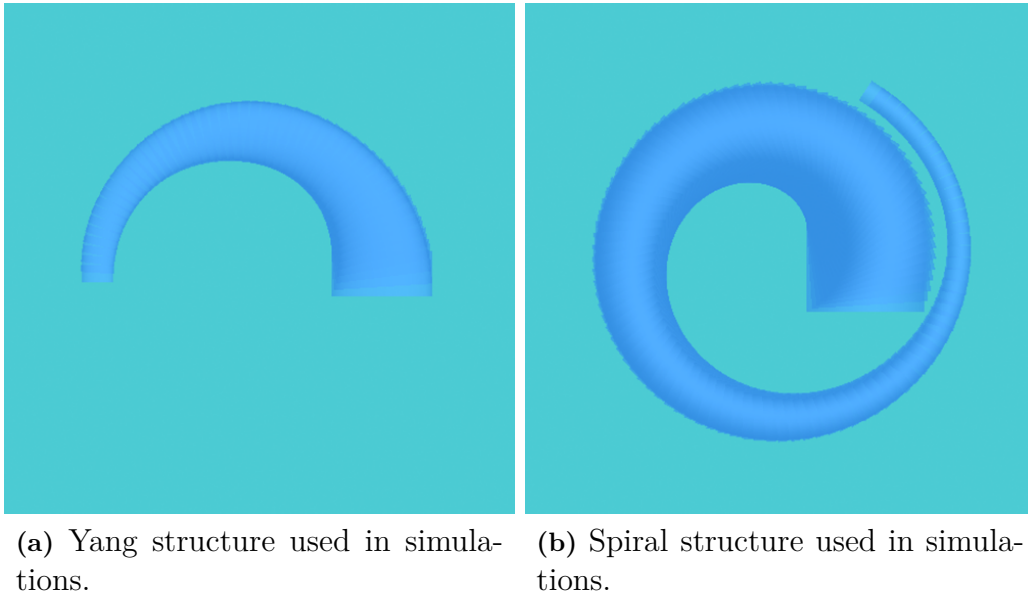 (a) Yang structure used in simula-
tions.
(b) Spiral structure used in simula-
tions.